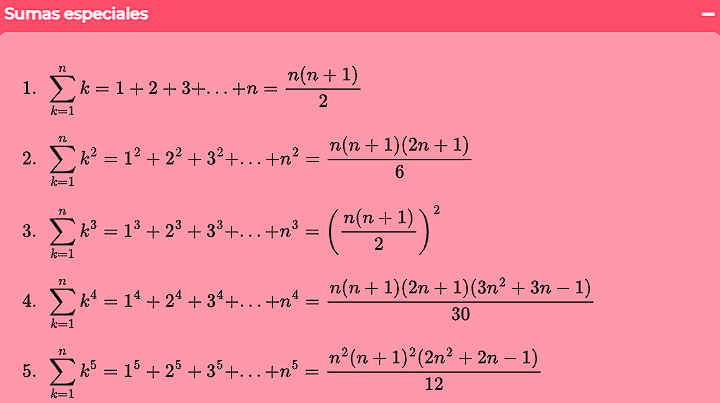 Sumas especiales
1. $\sum_{k=1}^{n} k = 1 + 2 + 3 + \ldots + n = \frac{n(n+1)}{2}$
2. $\sum_{k=1}^{n} k^2 = 1^2 + 2^2 + 3^2 + \ldots + n^2 = \frac{n(n+1)(2n+1)}{6}$
3. $\sum_{k=1}^{n} k^3 = 1^3 + 2^3 + 3^3 + \ldots + n^3 = \left(\frac{n(n+1)}{2}\right)^2$
4. $\sum_{k=1}^{n} k^4 = 1^4 + 2^4 + 3^4 + \ldots + n^4 = \frac{n(n+1)(2n+1)(3n^2+3n-1)}{30}$
5. $\sum_{k=1}^{n} k^5 = 1^5 + 2^5 + 3^5 + \ldots + n^5 = \frac{n^2(n+1)^2(2n^2+2n-1)}{12}$